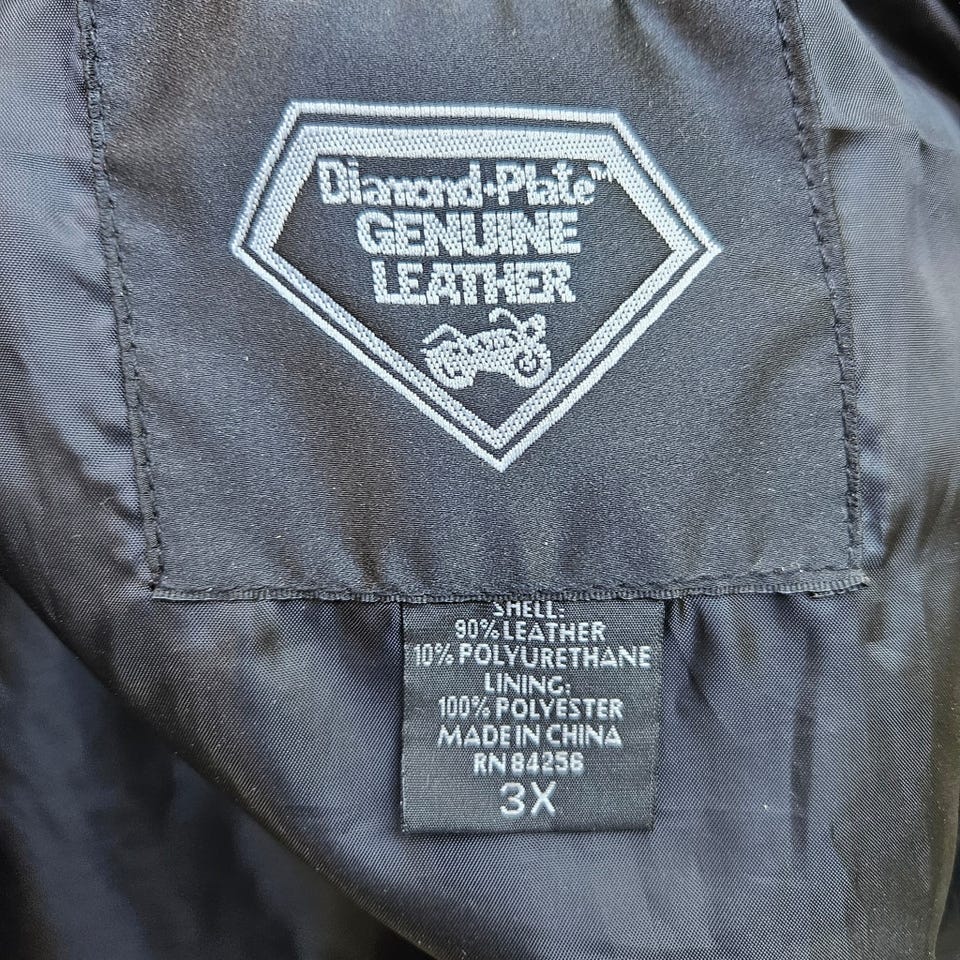 Diamond-Plate™
GENUINE
LEATHER
SHELL:
90% LEATHER
10% POLYURETHANE
LINING:
100% POLYESTER
MADE IN CHINA
RN 84256
3X